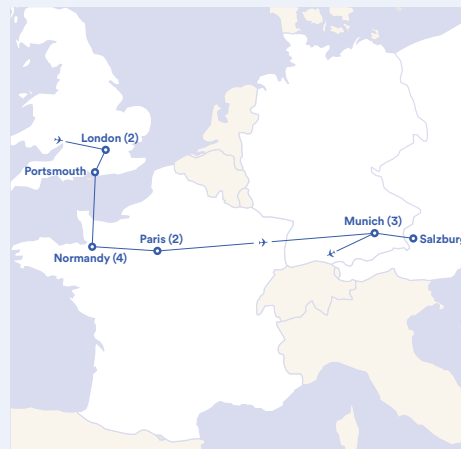 London (2)
Portsmouth
Munich (3)
Salzburg
Paris (2)
Normandy (4)